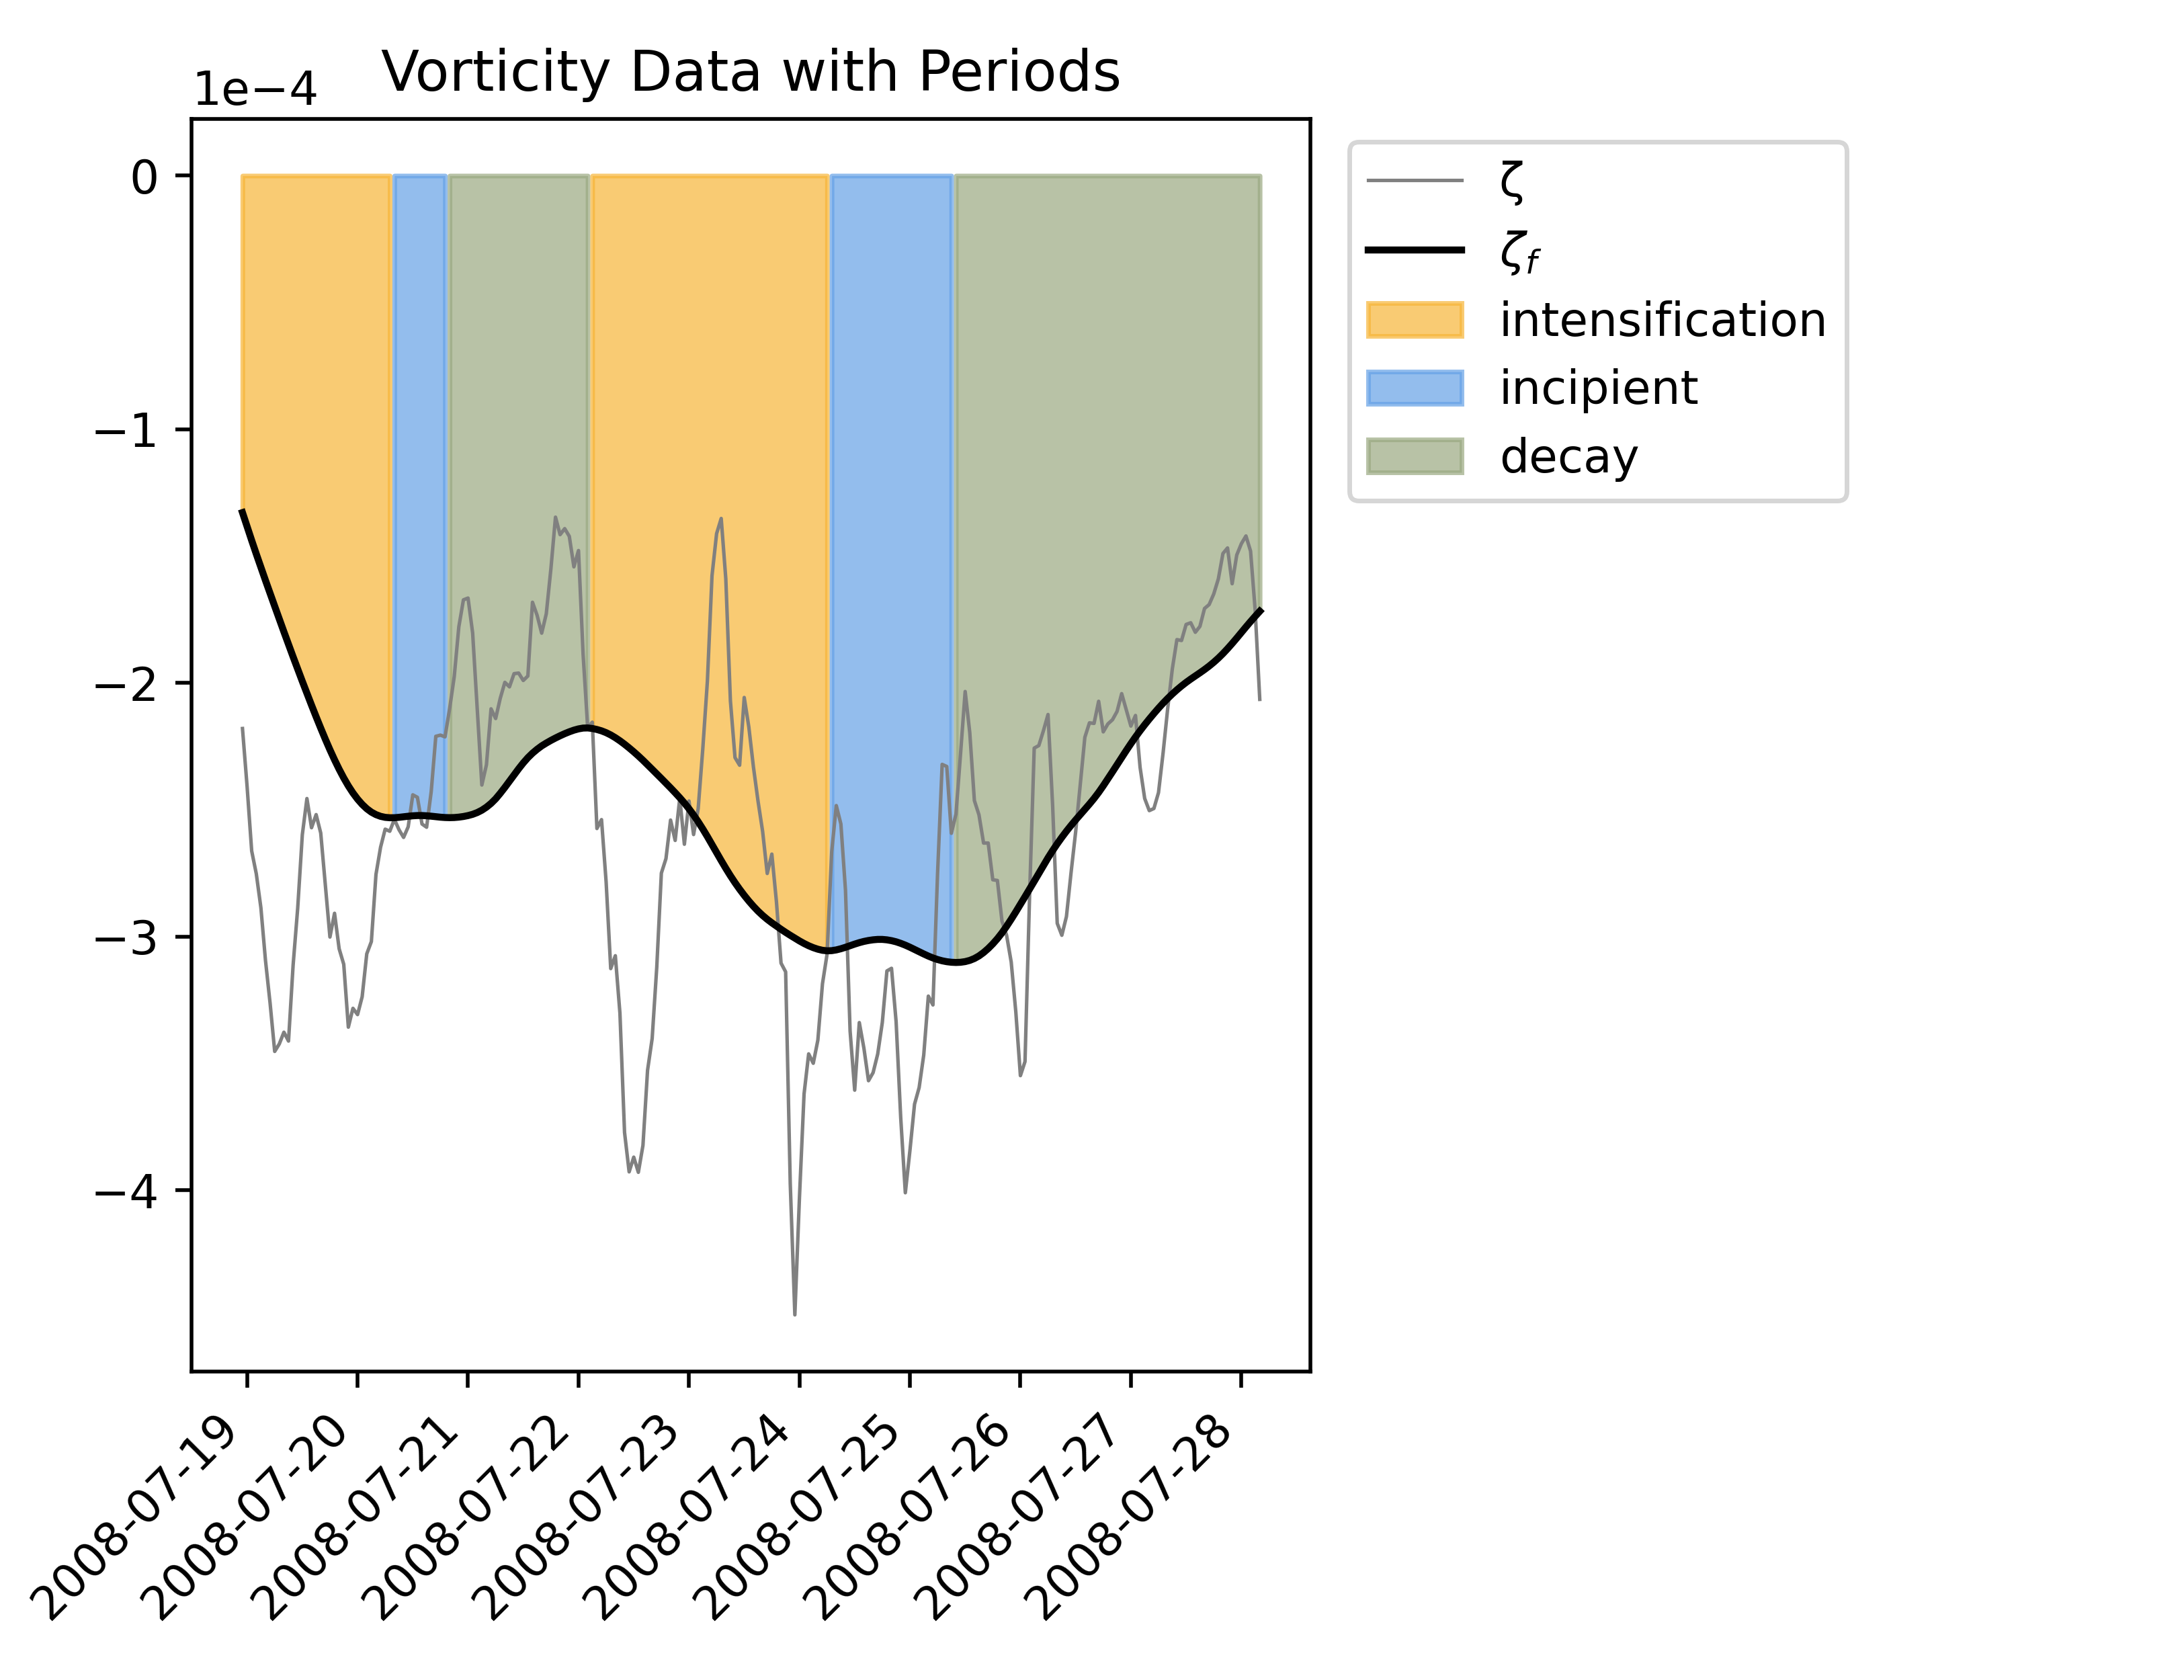 Vorticity Data with Periods
1e−4
0
−1
−2
−3
−4
2008-07-19
2008-07-20
2008-07-21
2008-07-22
2008-07-23
2008-07-24
2008-07-25
2008-07-26
2008-07-27
2008-07-28
ζ
ζf
intensification
incipient
decay